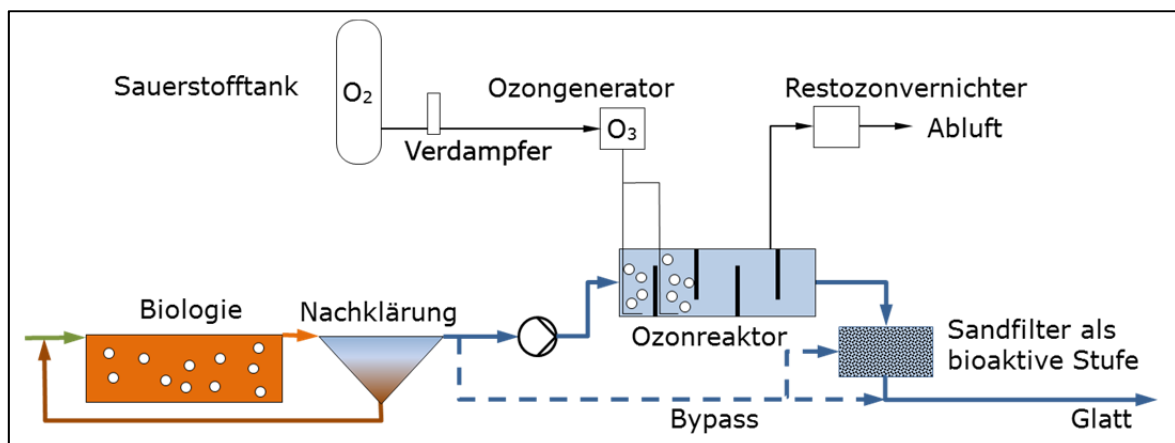 Sauerstofftank
O2
Verdampfer
Ozongenerator
O3
Restozonvernichter
Abluft
Biologie
Nachklärung
Ozonreaktor
Sandfilter als
bioaktive Stufe
Bypass
Glatt